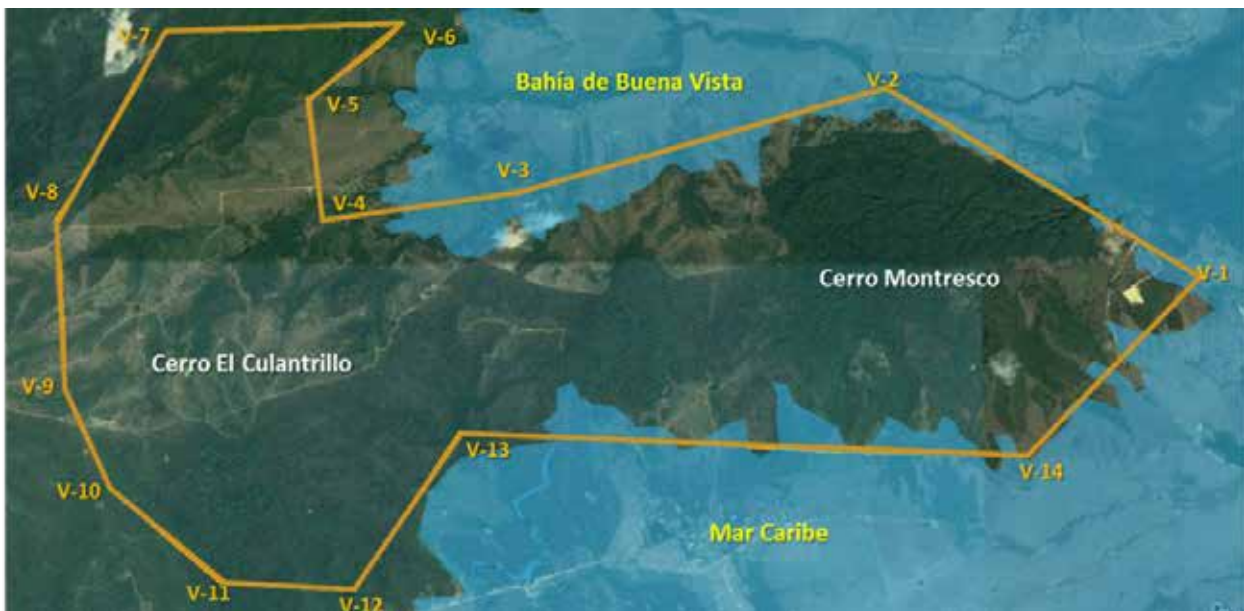 V-7
V-6
Bahía de Buena Vista
V-2
V-5
V-3
V-8
V-4
V-1
Cerro Montresco
Cerro El Culantrillo
V-9
V-13
V-14
V-10
Mar Caribe
V-11
V-12